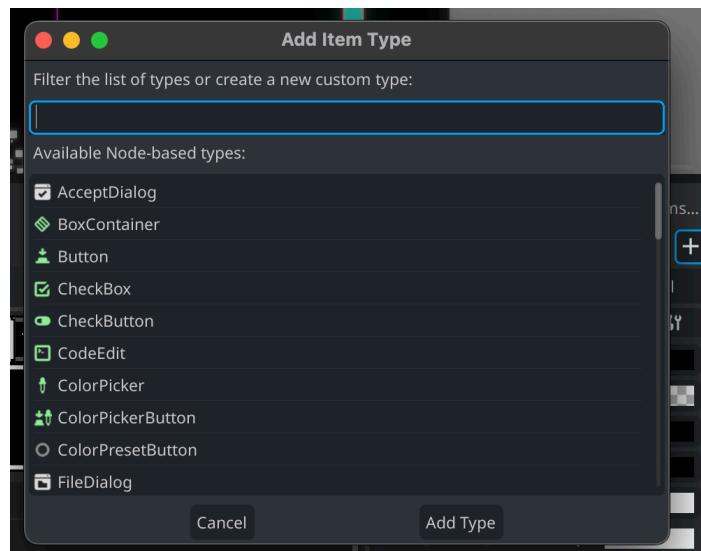 Add Item Type
Filter the list of types or create a new custom type:
Available Node-based types:
AcceptDialog
BoxContainer
Button
CheckBox
CheckButton
CodeEdit
ColorPicker
ColorPickerButton
ColorPresetButton
FileDialog
Cancel
Add Type